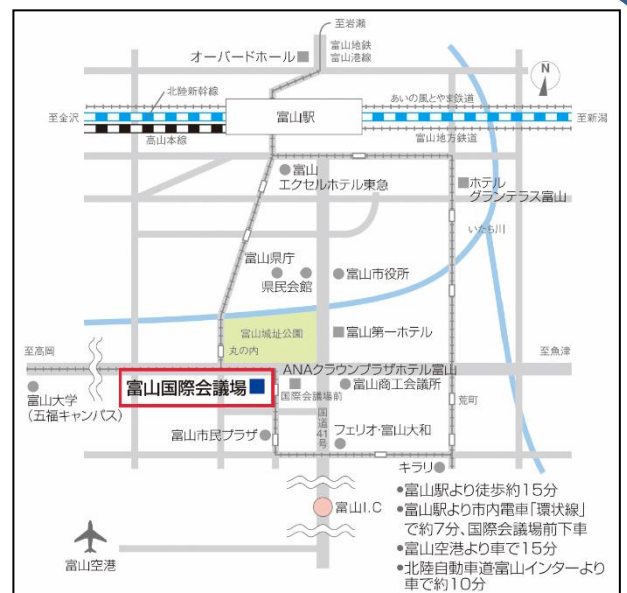 至岩瀬
オーバードホール
富山地鉄
富山港線
N
北陸新幹線
あいの風とやま鉄道
至金沢
富山駅
至新潟
高山本線
富山地方鉄道
富山
エクセルホテル東急
ホテル
グランテラス富山
いたち川
富山県庁
県民会館
富山市役所
富山城址公園
富山第一ホテル
至高岡
丸の内
至魚津
ANAクラウンプラザホテル富山
富山国際会議場
国際会議場前
富山商工会議所
荒町
富山大学
(五福キャンパス)
国道41号
富山市民プラザ
フェリオ・富山大和
キラリ
富山I.C
富山空港
•富山駅より徒歩約15分
•富山駅より市内電車「環状線」
で約7分、国際会議場前下車
•富山空港より車で15分
•北陸自動車道富山インターより
車で約10分